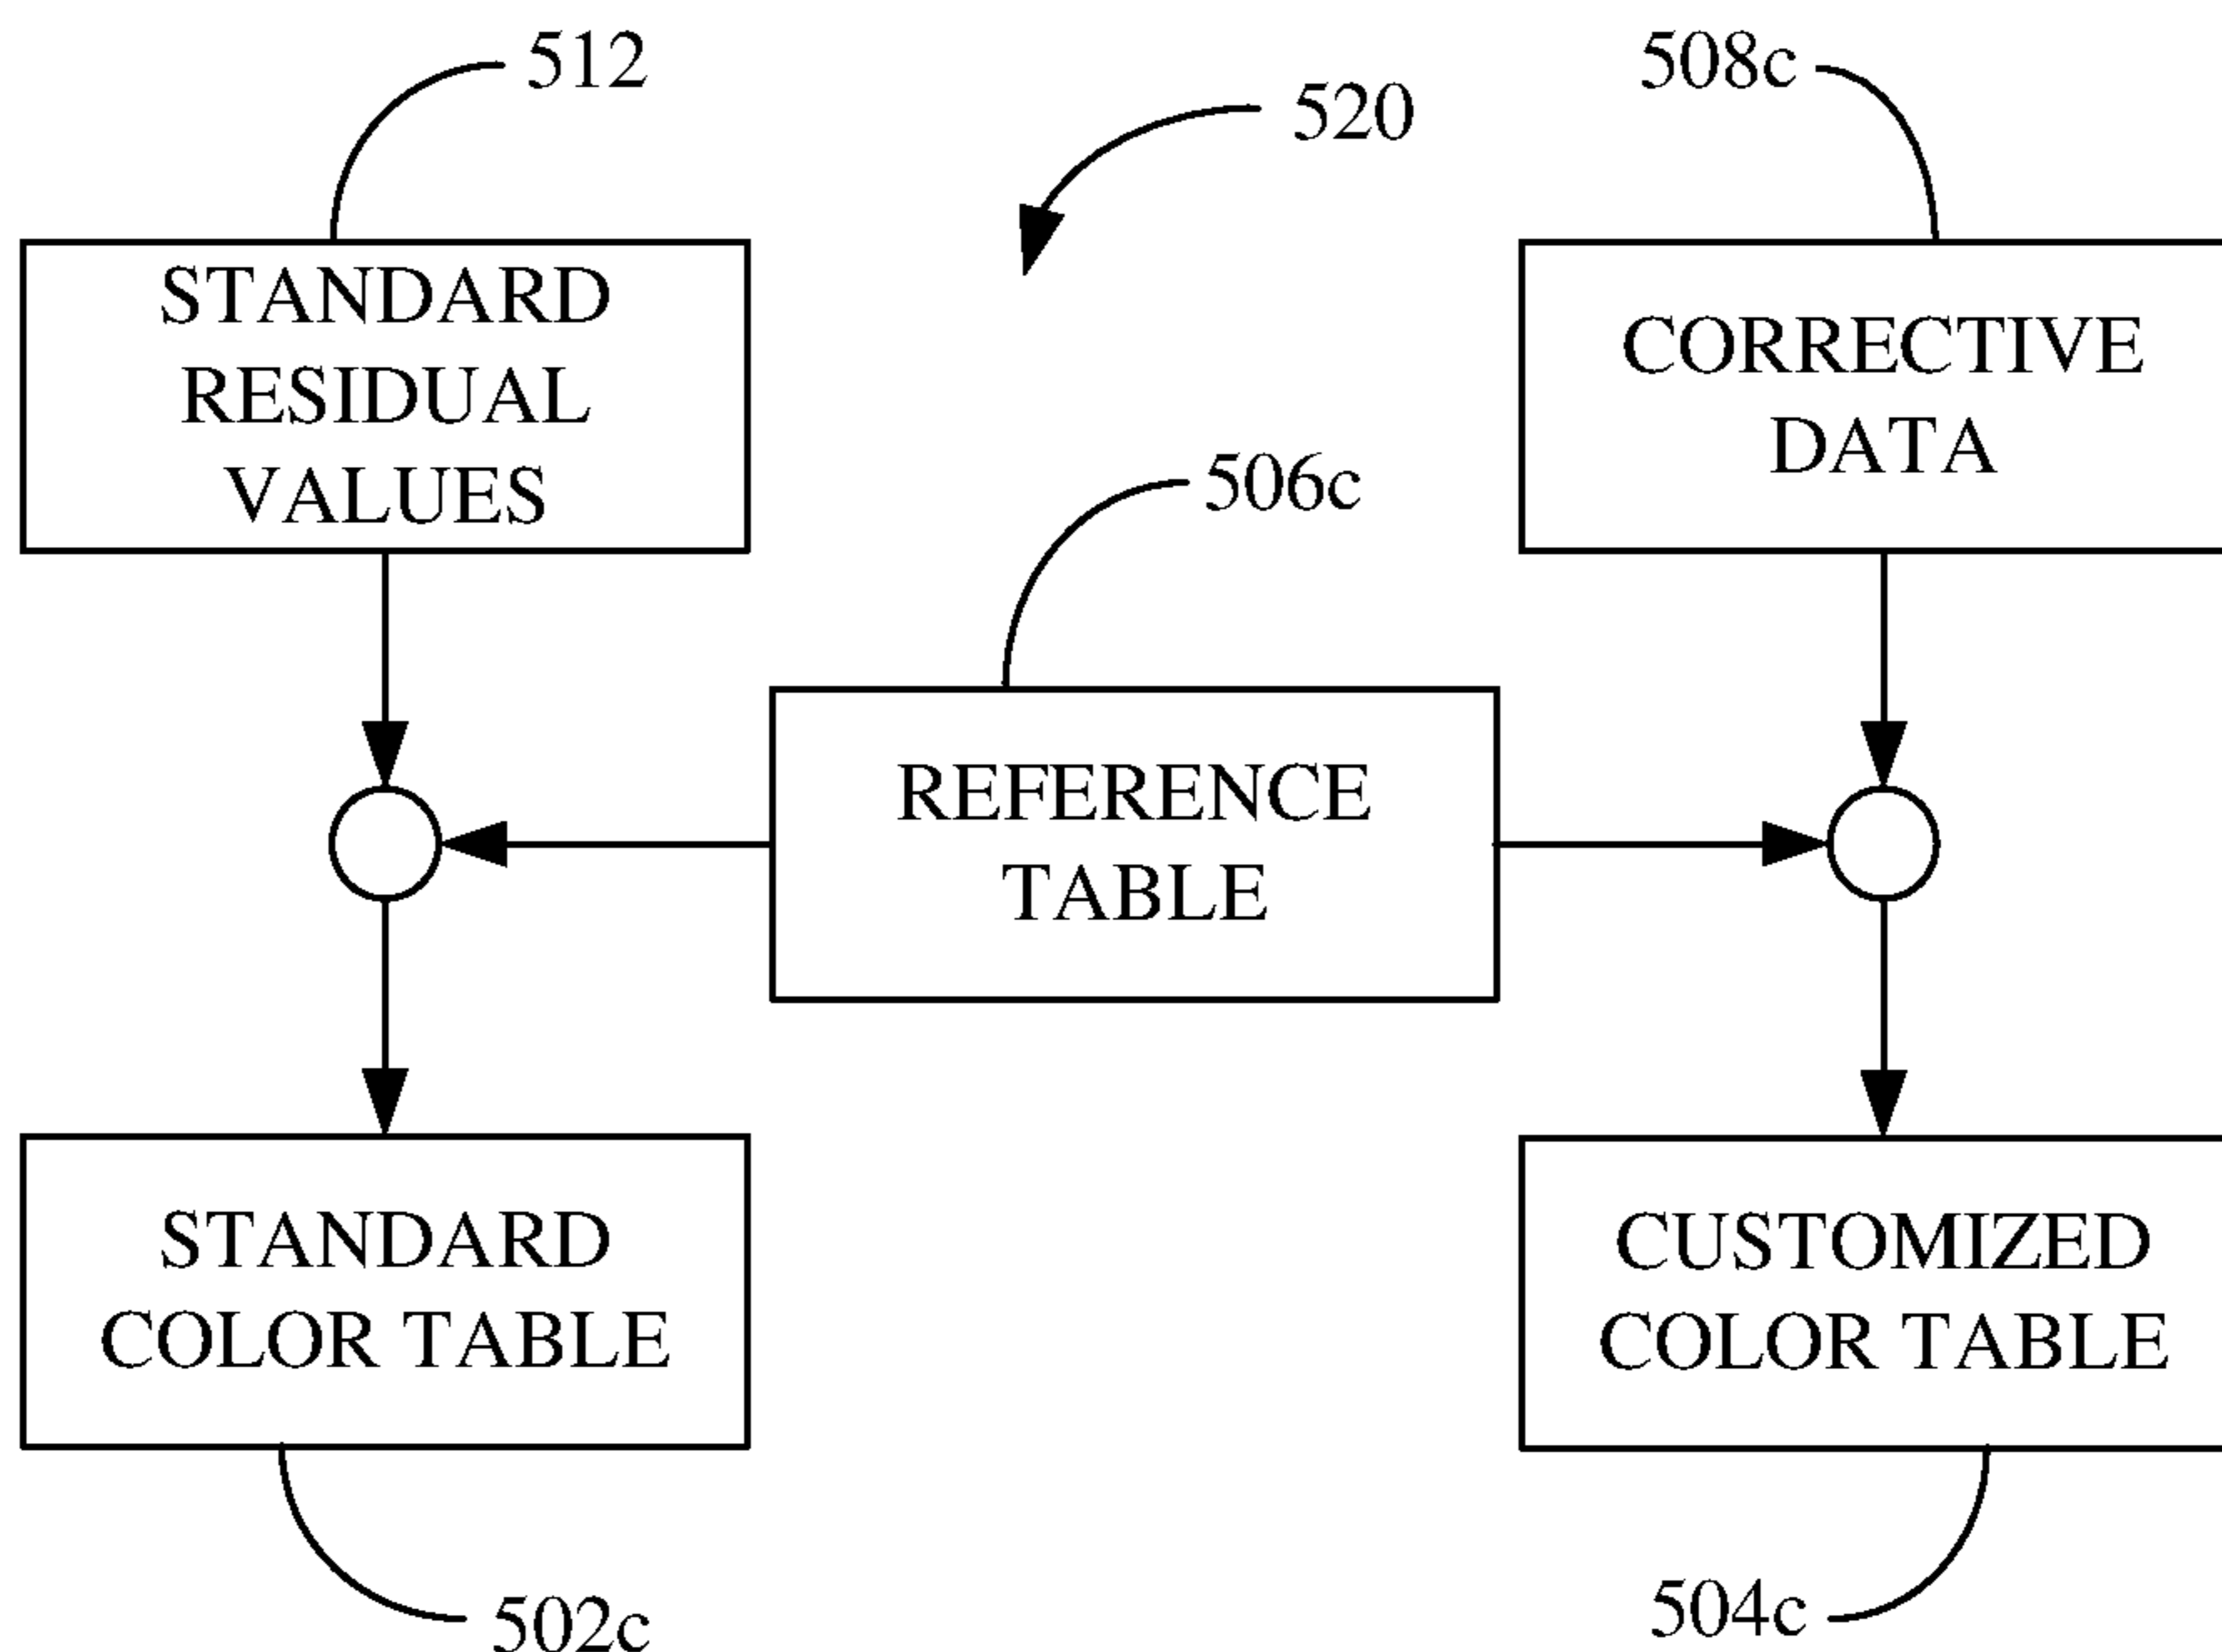 512
520
508c
STANDARD
RESIDUAL
VALUES
CORRECTIVE
DATA
506c
REFERENCE
TABLE
STANDARD
COLOR TABLE
CUSTOMIZED
COLOR TABLE
502c
504c